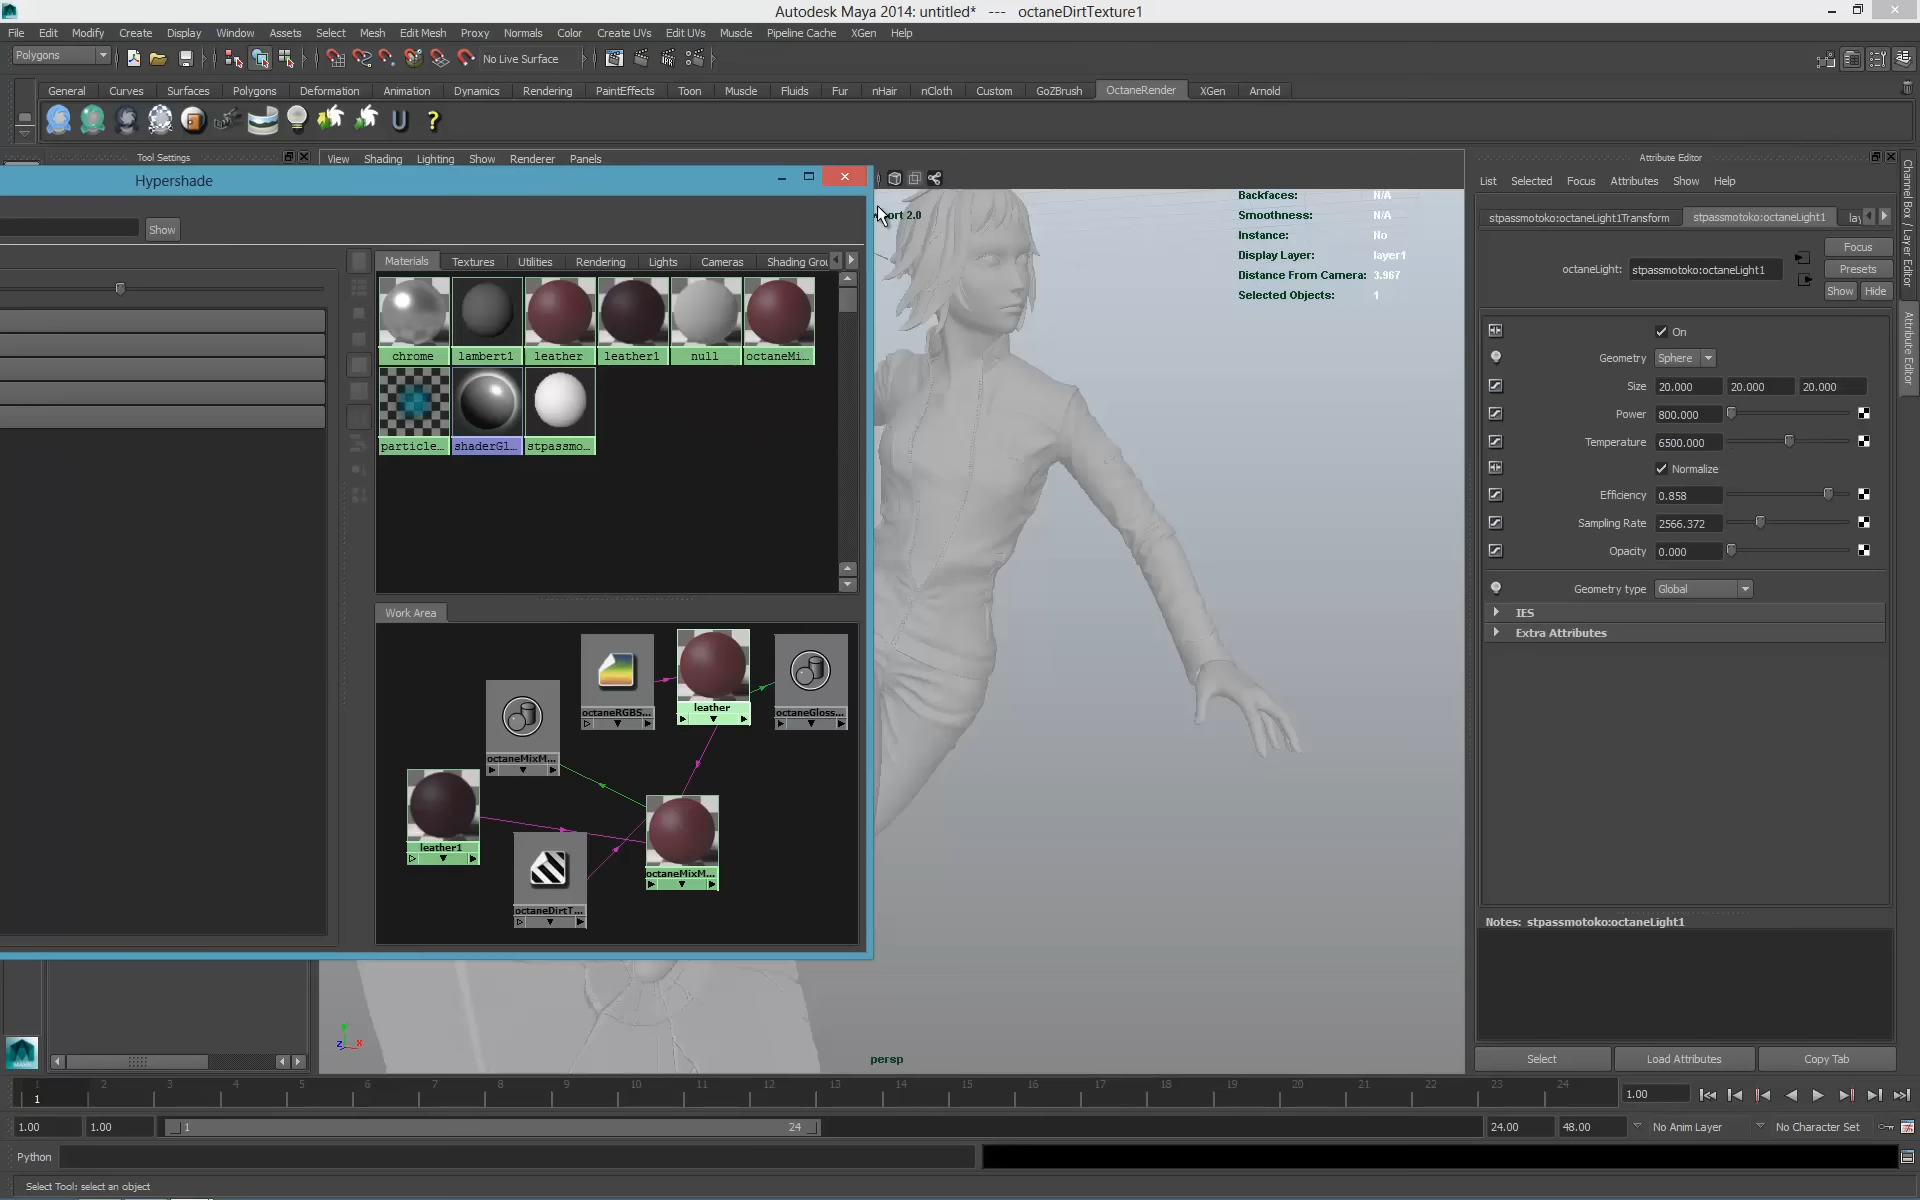 Autodesk Maya 2014: untitled*   ---   octaneDirtTexture1
File Edit Modify Create Display Window Assets Select Mesh Edit Mesh Proxy Normals Color Create UVs Edit UVs Muscle Pipeline Cache XGen Help
Polygons
No Live Surface
General Curves Surfaces Polygons Deformation Animation Dynamics Rendering PaintEffects Toon Muscle Fluids Fur nHair nCloth Custom GoZBrush OctaneRender XGen Arnold
Tool Settings
View Shading Lighting Show Renderer Panels
Attribute Editor
Hypershade
List Selected Focus Attributes Show Help
Show
Materials Textures Utilities Rendering Lights Cameras Shading Grou
chrome lambert1 leather leather1 null octaneMi...
particle... shaderGl... stpassmo...
Work Area
octaneRGBS...
leather
octaneGloss...
octaneMixM...
leather1
octaneMixM...
octaneDirtT...
ort 2.0
Backfaces: N/A
Smoothness: N/A
Instance: No
Display Layer: layer1
Distance From Camera: 3.967
Selected Objects: 1
persp
stpassmotoko:octaneLight1Transform stpassmotoko:octaneLight1 lay
Focus
octaneLight: stpassmotoko:octaneLight1
Presets
Show Hide
On
Geometry Sphere
Size 20.000 20.000 20.000
Power 800.000
Temperature 6500.000
Normalize
Efficiency 0.858
Sampling Rate 2566.372
Opacity 0.000
Geometry type Global
IES
Extra Attributes
Notes: stpassmotoko:octaneLight1
Select Load Attributes Copy Tab
Channel Box / Layer Editor
Attribute Editor
1 2 3 4 5 6 7 8 9 10 11 12 13 14 15 16 17 18 19 20 21 22 23 24
1
1.00
1.00 1.00 1 24 24.00 48.00 No Anim Layer No Character Set
Python
Select Tool: select an object